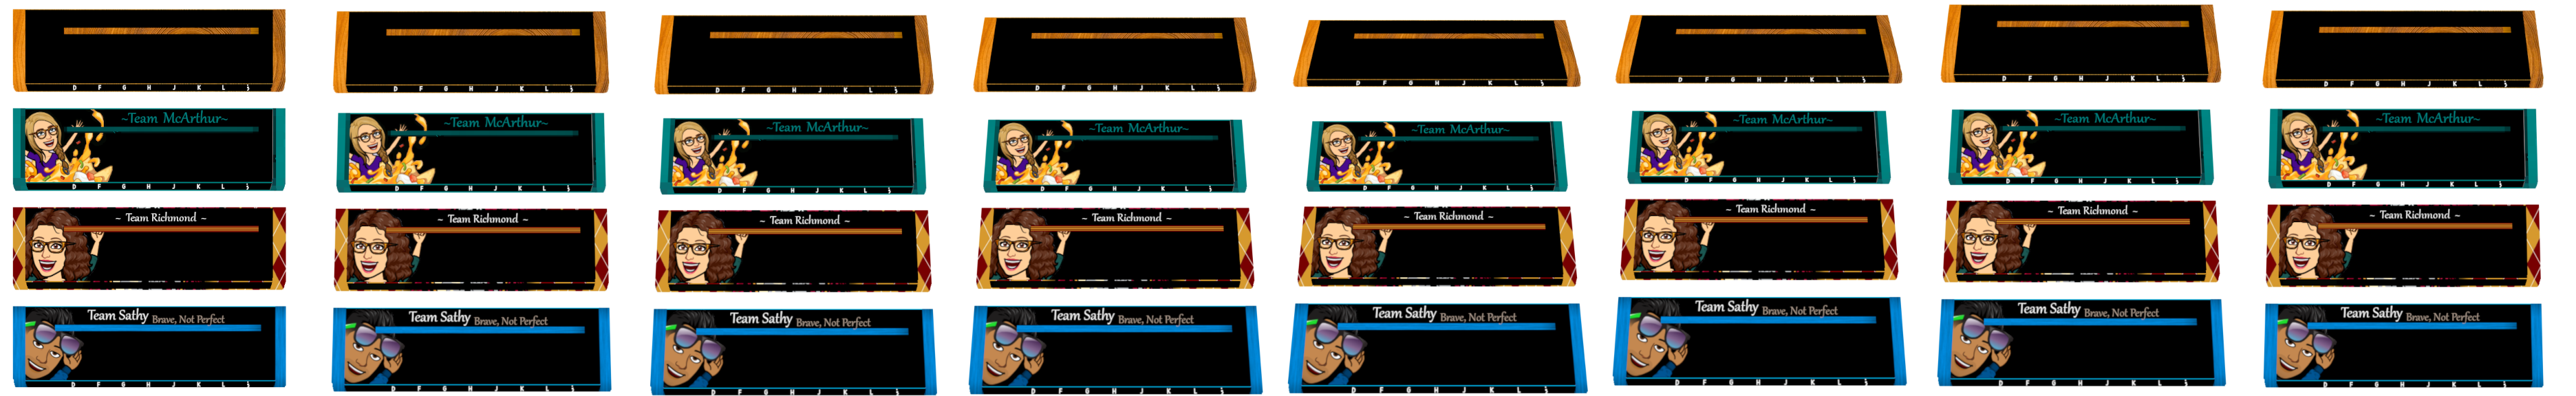 D F G H J K L ;
D F G H J K L ;
D F G H J K L ;
D F G H J K L ;
D F G H J K L ;
D F G H J K L ;
D F G H J K L ;
D F G H J K L ;
~Team McArthur~
~Team McArthur~
~Team McArthur~
~Team McArthur~
~Team McArthur~
~Team McArthur~
~Team McArthur~
~Team McArthur~
D F G H J K L ;
D F G H J K L ;
D F G H J K L ;
D F G H J K L ;
D F G H J K L ;
D F G H J K L ;
D F G H J K L ;
D F G H J K L ;
~ Team Richmond ~
~ Team Richmond ~
~ Team Richmond ~
~ Team Richmond ~
~ Team Richmond ~
~ Team Richmond ~
~ Team Richmond ~
~ Team Richmond ~
Team Sathy Brave, Not Perfect
Team Sathy Brave, Not Perfect
Team Sathy Brave, Not Perfect
Team Sathy Brave, Not Perfect
Team Sathy Brave, Not Perfect
Team Sathy Brave, Not Perfect
Team Sathy Brave, Not Perfect
Team Sathy Brave, Not Perfect
D F G H J K L ;
D F G H J K L ;
D F G H J K L ;
D F G H J K L ;
D F G H J K L ;
D F G H J K L ;
D F G H J K L ;
D F G H J K L ;